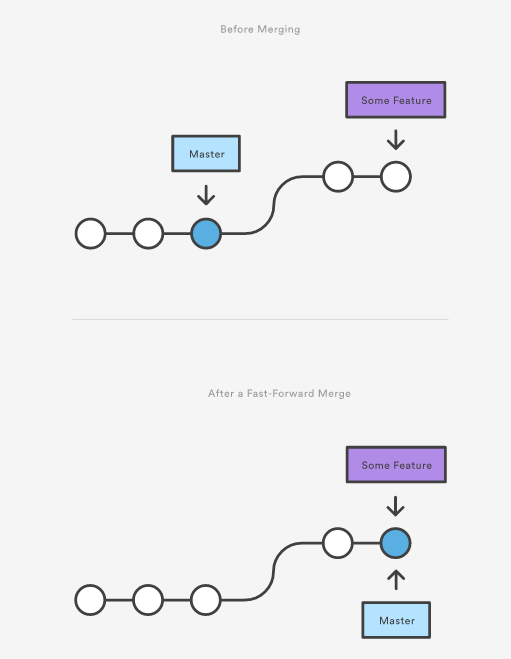 Before Merging
Some Feature
Master
After a Fast-Forward Merge
Some Feature
Master